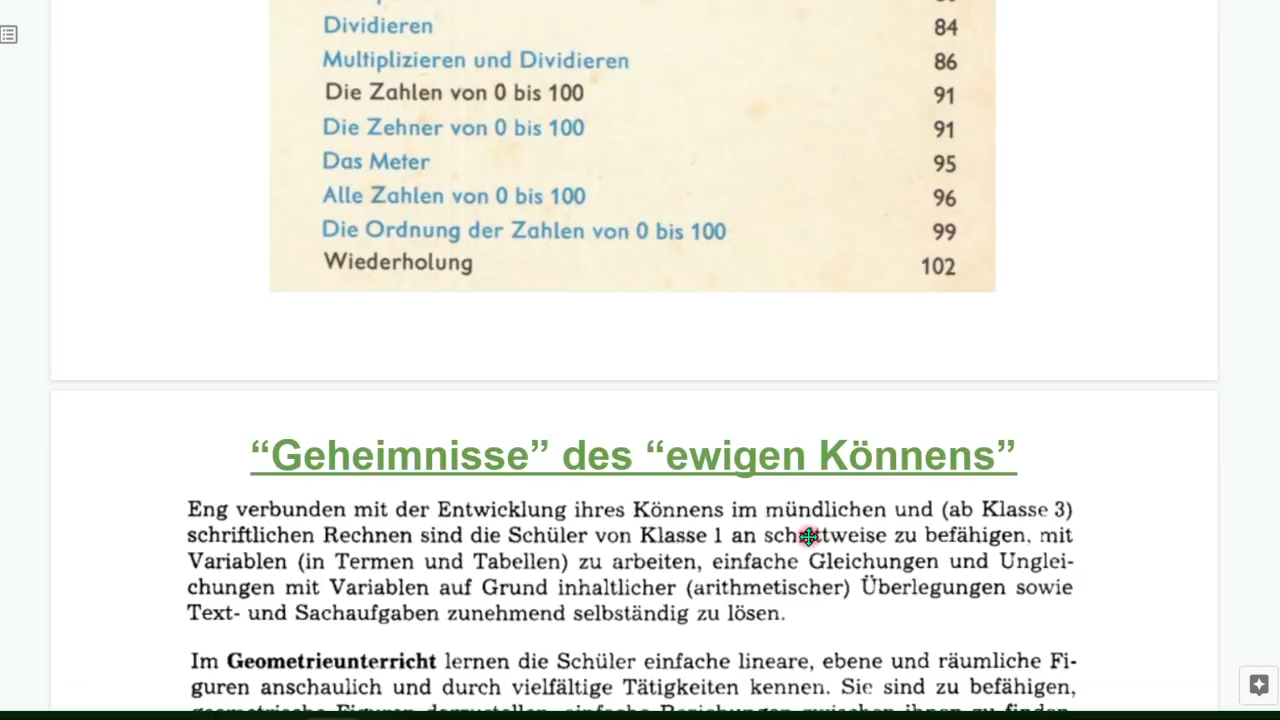 Dividieren 84
Multiplizieren und Dividieren 86
Die Zahlen von 0 bis 100 91
Die Zehner von 0 bis 100 91
Das Meter 95
Alle Zahlen von 0 bis 100 96
Die Ordnung der Zahlen von 0 bis 100 99
Wiederholung 102
“Geheimnisse” des “ewigen Könnens”
Eng verbunden mit der Entwicklung ihres Könnens im mündlichen und (ab Klasse 3)
schriftlichen Rechnen sind die Schüler von Klasse 1 an schrittweise zu befähigen, mit
Variablen (in Termen und Tabellen) zu arbeiten, einfache Gleichungen und Unglei-
chungen mit Variablen auf Grund inhaltlicher (arithmetischer) Überlegungen sowie
Text- und Sachaufgaben zunehmend selbständig zu lösen.
Im Geometrieunterricht lernen die Schüler einfache lineare, ebene und räumliche Fi-
guren anschaulich und durch vielfältige Tätigkeiten kennen. Sie sind zu befähigen,